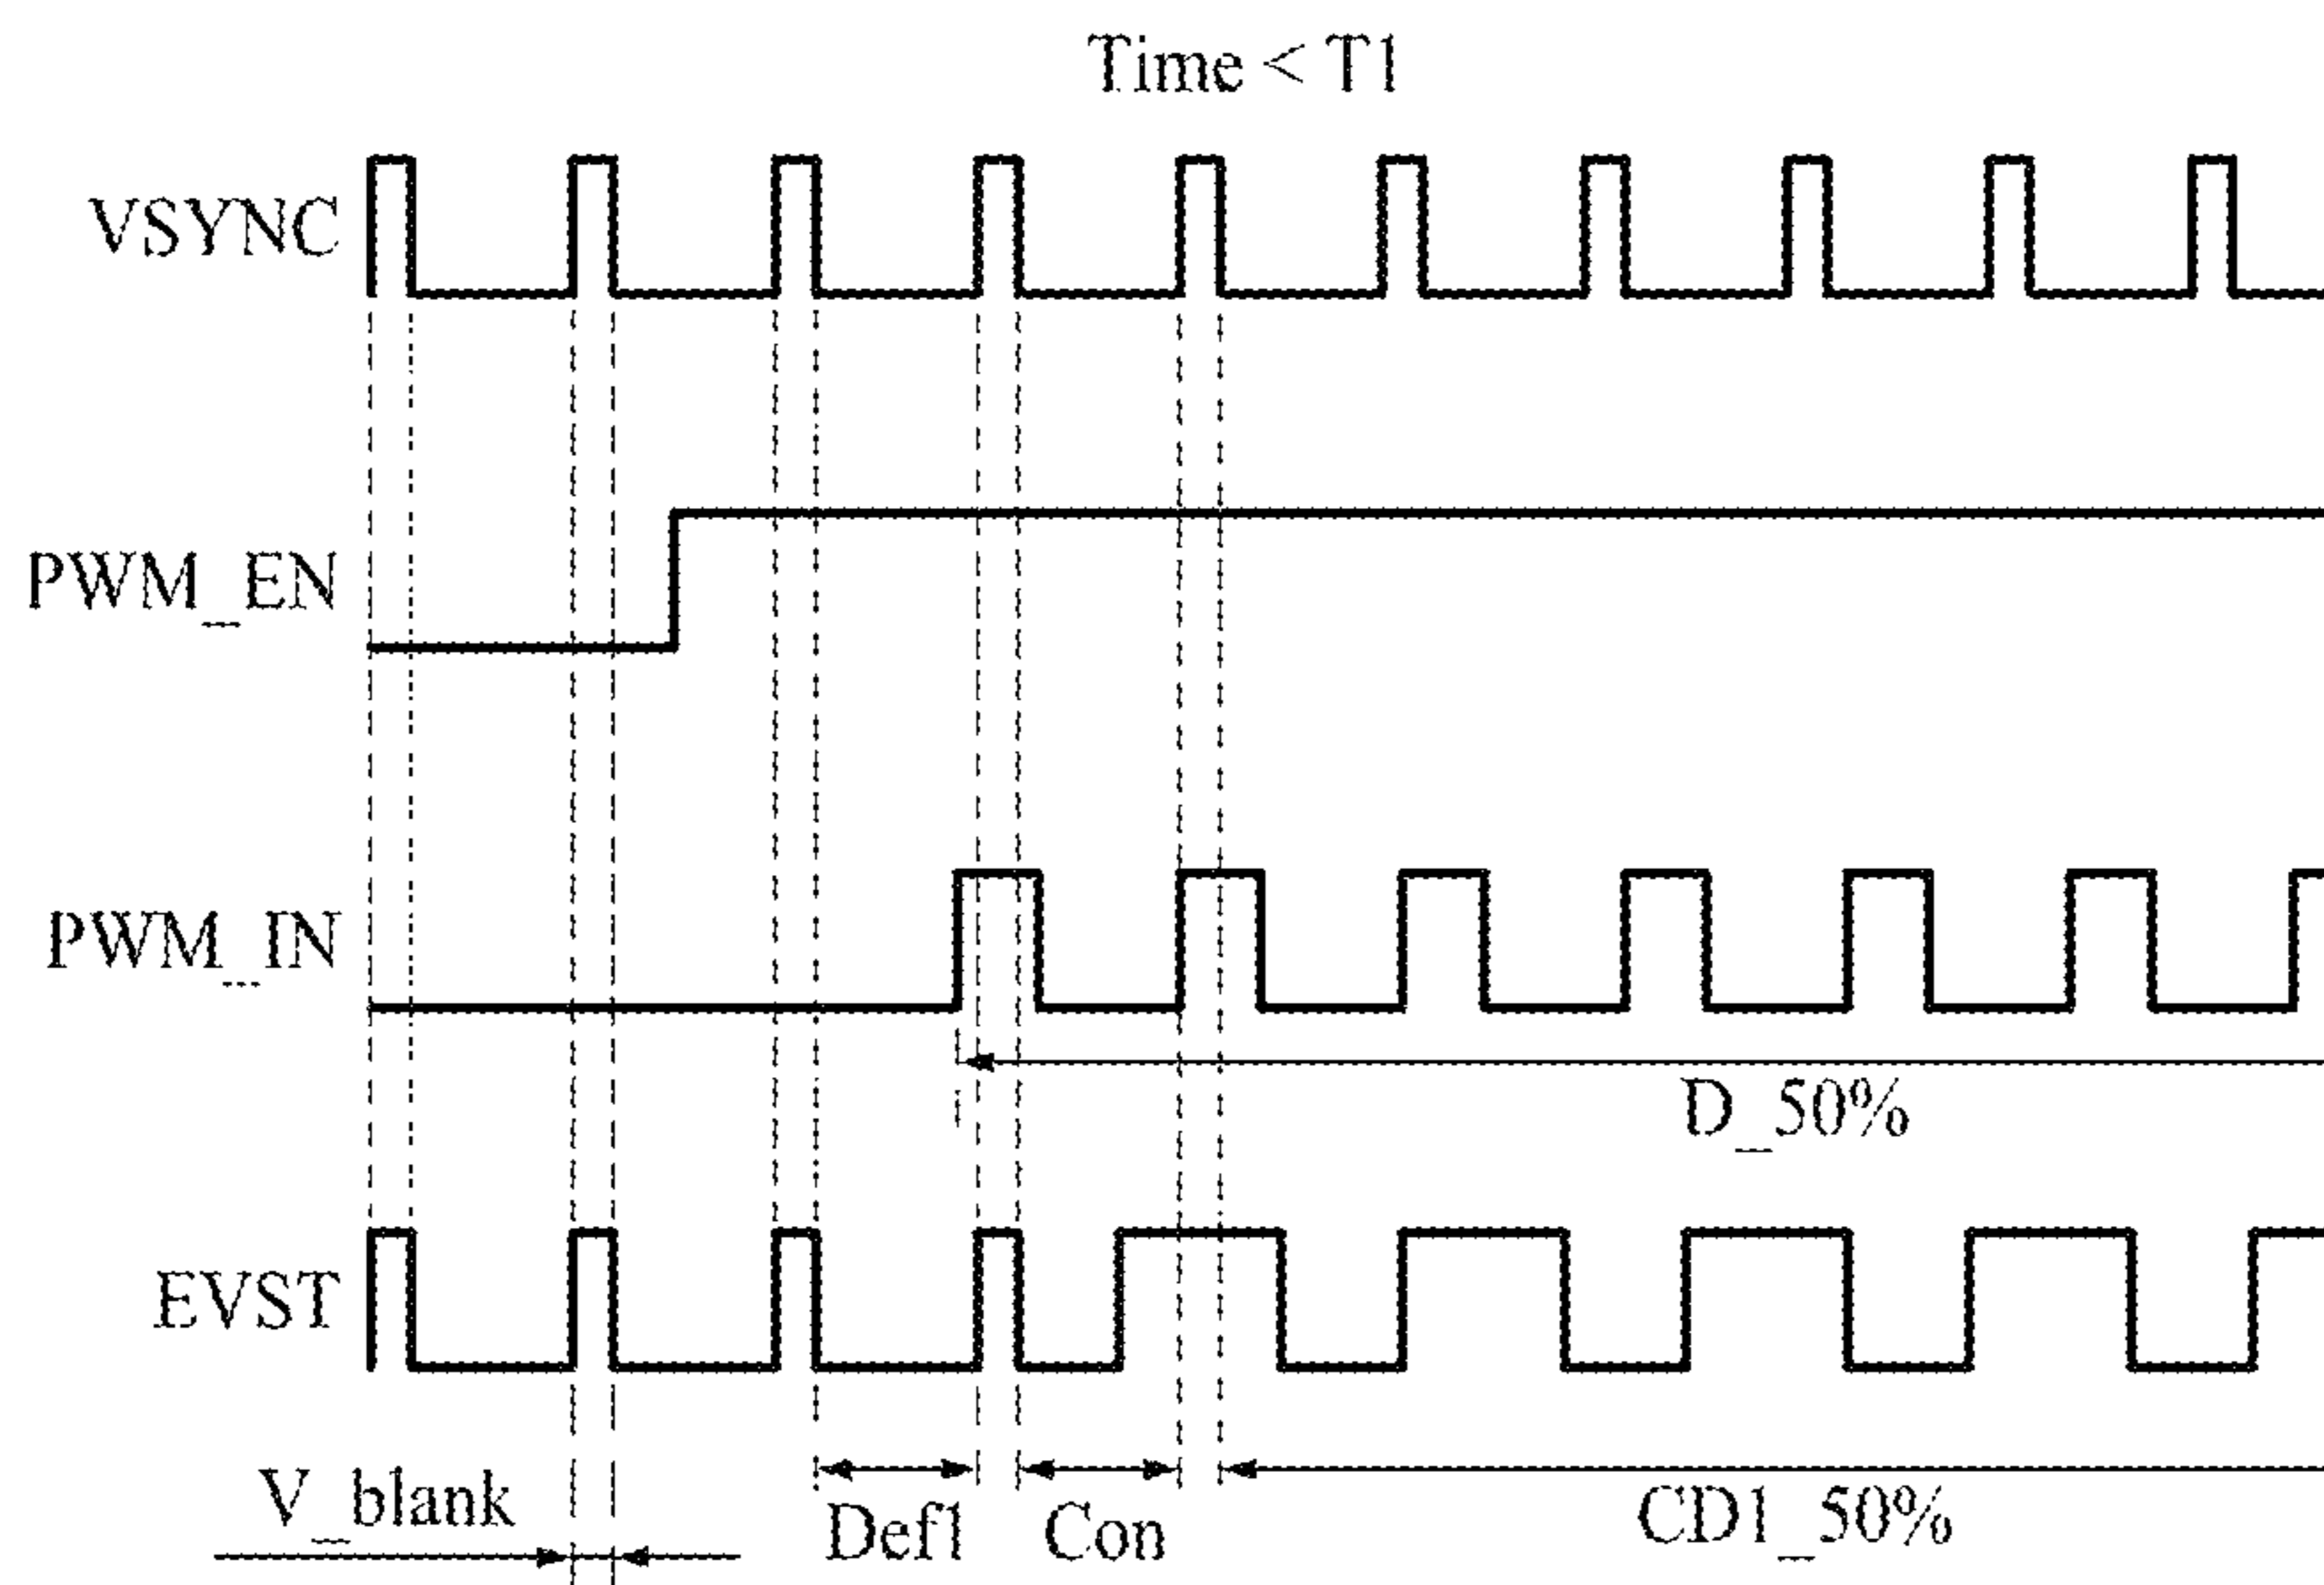 Time < T1
VSYNC
PWM_EN
PWM_IN
D_50%
EVST
V_blank
Def1
Con
CD1_50%